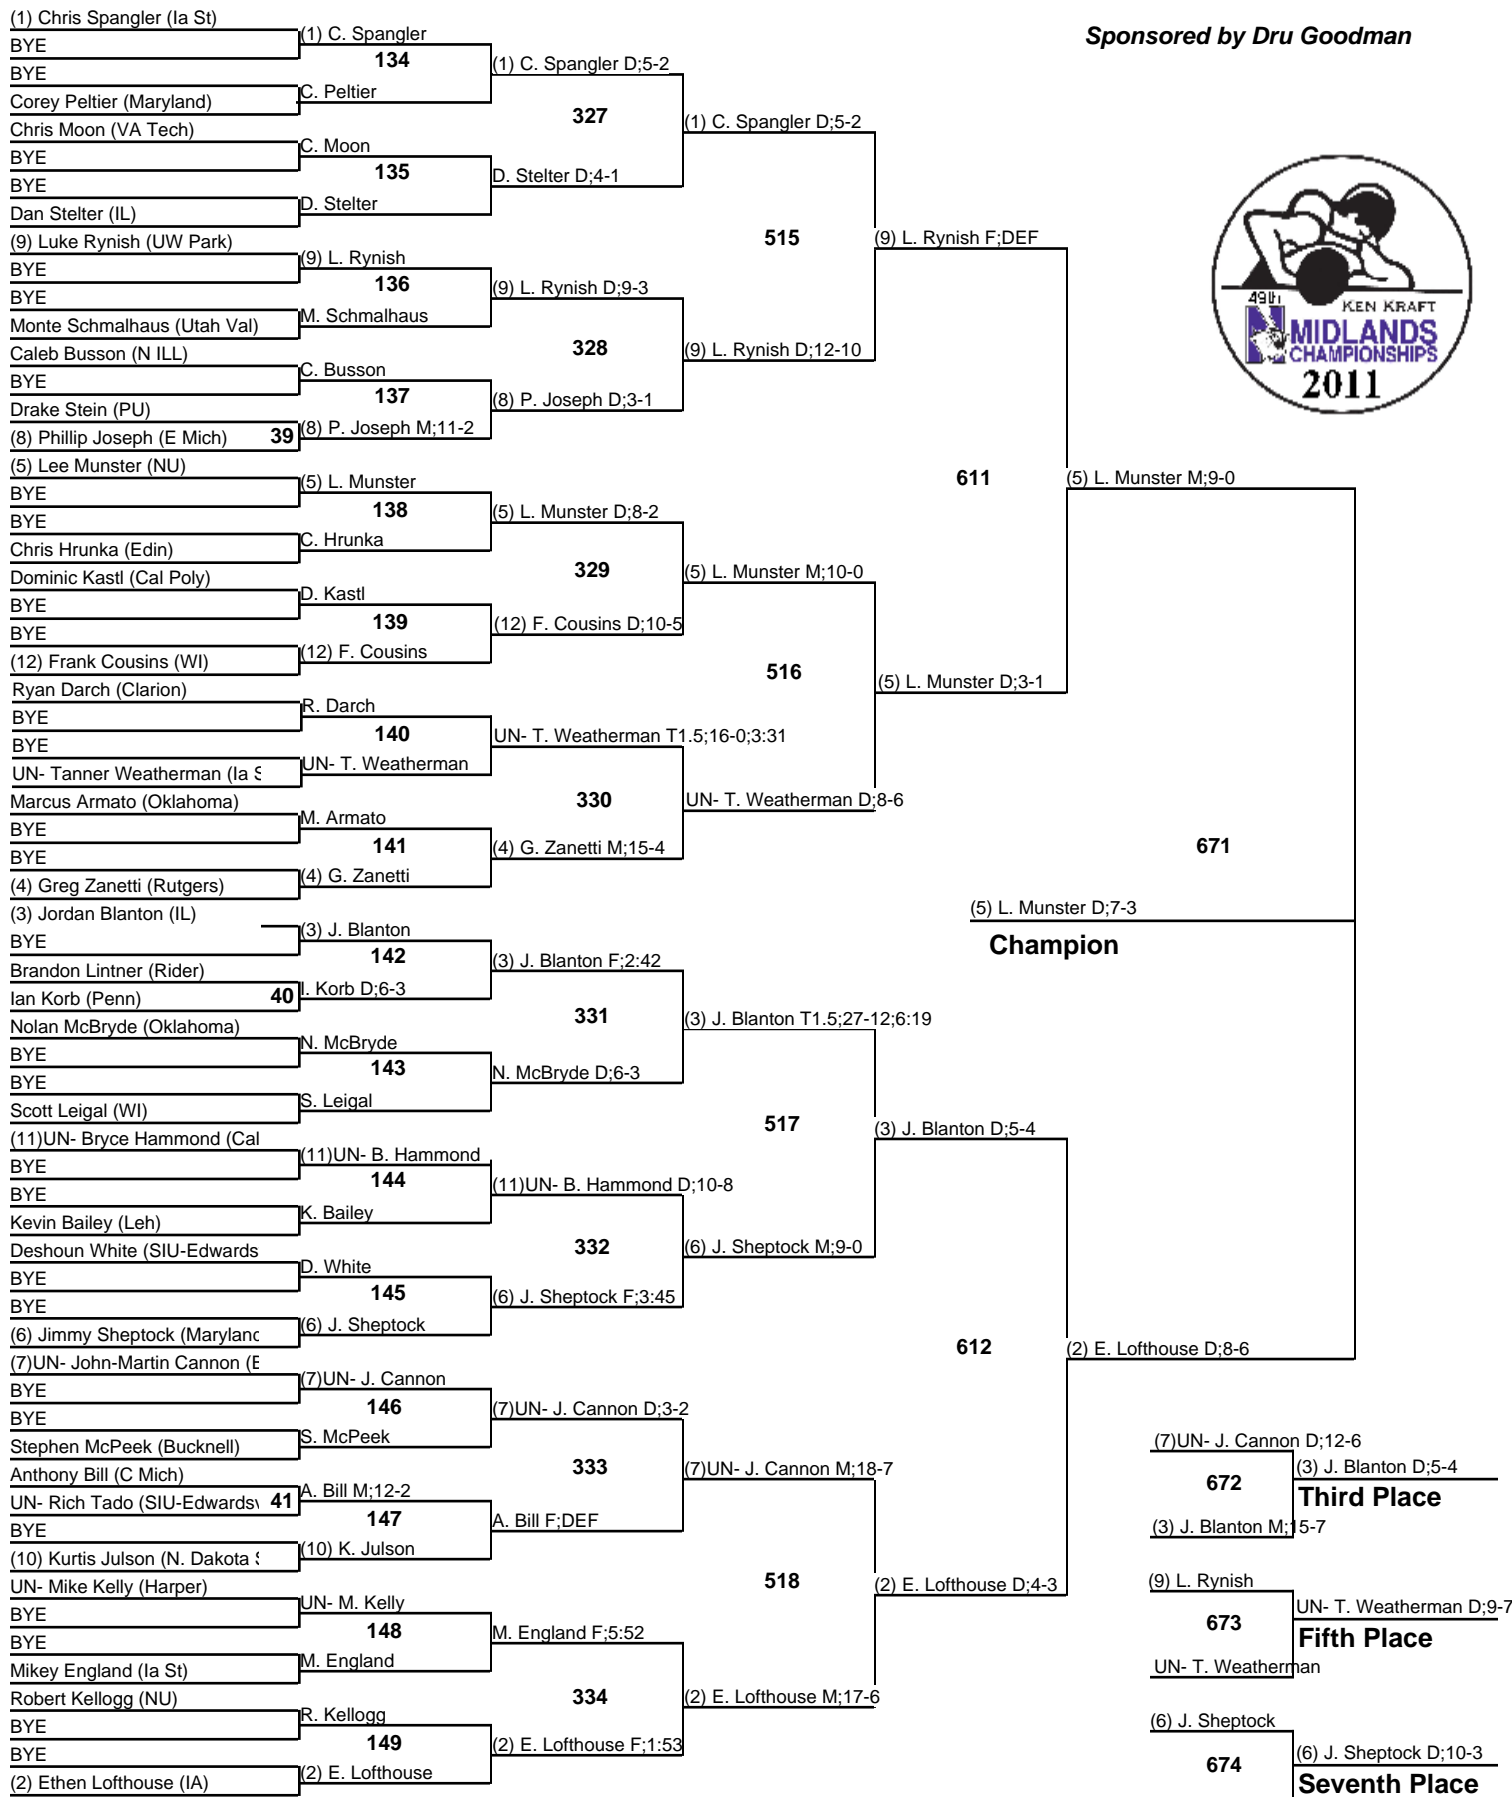 Sponsored by Dru Goodman
49th
KEN KRAFT
N MIDLANDS
CHAMPIONSHIPS
2011
(1) Chris Spangler (Ia St)
BYE
BYE
Corey Peltier (Maryland)
Chris Moon (VA Tech)
BYE
BYE
Dan Stelter (IL)
(9) Luke Rynish (UW Park)
BYE
BYE
Monte Schmalhaus (Utah Val)
Caleb Busson (N ILL)
BYE
Drake Stein (PU)
(8) Phillip Joseph (E Mich) 39
(5) Lee Munster (NU)
BYE
BYE
Chris Hrunka (Edin)
Dominic Kastl (Cal Poly)
BYE
BYE
(12) Frank Cousins (WI)
Ryan Darch (Clarion)
BYE
BYE
UN- Tanner Weatherman (Ia S
Marcus Armato (Oklahoma)
BYE
BYE
(4) Greg Zanetti (Rutgers)
(3) Jordan Blanton (IL)
BYE
Brandon Lintner (Rider)
Ian Korb (Penn) 40
Nolan McBryde (Oklahoma)
BYE
BYE
Scott Leigal (WI)
(11)UN- Bryce Hammond (Cal
BYE
BYE
Kevin Bailey (Leh)
Deshoun White (SIU-Edwards
BYE
BYE
(6) Jimmy Sheptock (Maryland
(7)UN- John-Martin Cannon (E
BYE
BYE
Stephen McPeek (Bucknell)
Anthony Bill (C Mich)
UN- Rich Tado (SIU-Edwardsv 41
BYE
(10) Kurtis Julson (N. Dakota S
UN- Mike Kelly (Harper)
BYE
BYE
Mikey England (Ia St)
Robert Kellogg (NU)
BYE
BYE
(2) Ethen Lofthouse (IA)
(1) C. Spangler
134
C. Peltier
C. Moon
135
D. Stelter
(9) L. Rynish
136
M. Schmalhaus
C. Busson
137
(8) P. Joseph M;11-2
(5) L. Munster
138
C. Hrunka
D. Kastl
139
(12) F. Cousins
R. Darch
140
UN- T. Weatherman
M. Armato
141
(4) G. Zanetti
(3) J. Blanton
142
I. Korb D;6-3
N. McBryde
143
S. Leigal
(11)UN- B. Hammond
144
K. Bailey
D. White
145
(6) J. Sheptock
(7)UN- J. Cannon
146
S. McPeek
A. Bill M;12-2
147
(10) K. Julson
UN- M. Kelly
148
M. England
R. Kellogg
149
(2) E. Lofthouse
(1) C. Spangler D;5-2
327
D. Stelter D;4-1
(9) L. Rynish D;9-3
328
(8) P. Joseph D;3-1
(5) L. Munster D;8-2
329
(12) F. Cousins D;10-5
UN- T. Weatherman T1.5;16-0;3:31
330
(4) G. Zanetti M;15-4
(3) J. Blanton F;2:42
331
N. McBryde D;6-3
(11)UN- B. Hammond D;10-8
332
(6) J. Sheptock F;3:45
(7)UN- J. Cannon D;3-2
333
A. Bill F;DEF
M. England F;5:52
334
(2) E. Lofthouse F;1:53
(1) C. Spangler D;5-2
515
(9) L. Rynish D;12-10
(5) L. Munster M;10-0
516
UN- T. Weatherman D;8-6
(3) J. Blanton T1.5;27-12;6:19
517
(6) J. Sheptock M;9-0
(7)UN- J. Cannon M;18-7
518
(2) E. Lofthouse M;17-6
(9) L. Rynish F;DEF
611
(5) L. Munster D;3-1
(3) J. Blanton D;5-4
612
(2) E. Lofthouse D;4-3
(5) L. Munster M;9-0
671
(2) E. Lofthouse D;8-6
(5) L. Munster D;7-3
Champion
(7)UN- J. Cannon D;12-6
672
(3) J. Blanton M;15-7
(3) J. Blanton D;5-4
Third Place
(9) L. Rynish
673
UN- T. Weatherman
UN- T. Weatherman D;9-7
Fifth Place
(6) J. Sheptock
674
(6) J. Sheptock D;10-3
Seventh Place